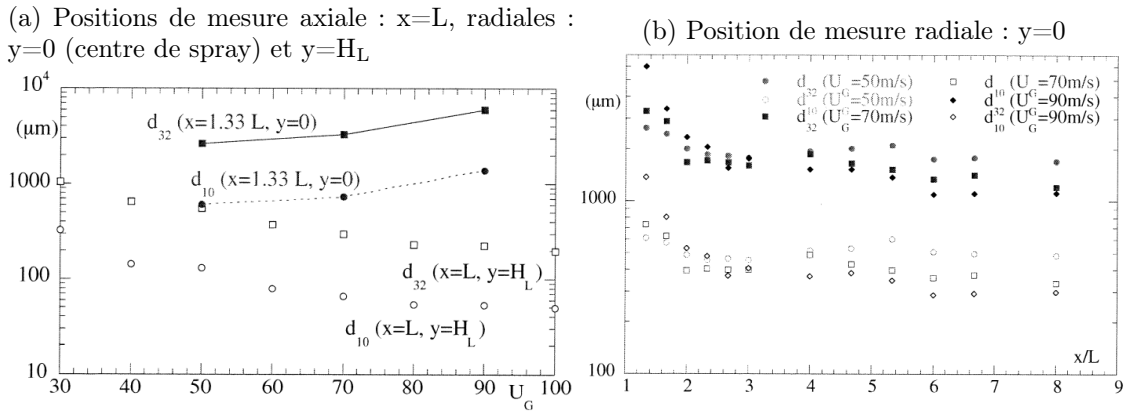 (a) Positions de mesure axiale : x=L, radiales :
y=0 (centre de spray) et y=H_L
10^4
(µm)
1000
100
10
d_32 (x=1.33 L, y=0)
d_10 (x=1.33 L, y=0)
d_32 (x=L, y=H_L)
d_10 (x=L, y=H_L)
30 40 50 60 70 80 90 100
U_G
(b) Position de mesure radiale : y=0
(µm)
1000
100
d_32 (U_G=50m/s)
d_10 (U_G=50m/s)
d_32 (U_G=70m/s)
d_10 (U_G=70m/s)
d_32 (U_G=90m/s)
d_10 (U_G=90m/s)
x/L
1 2 3 4 5 6 7 8 9